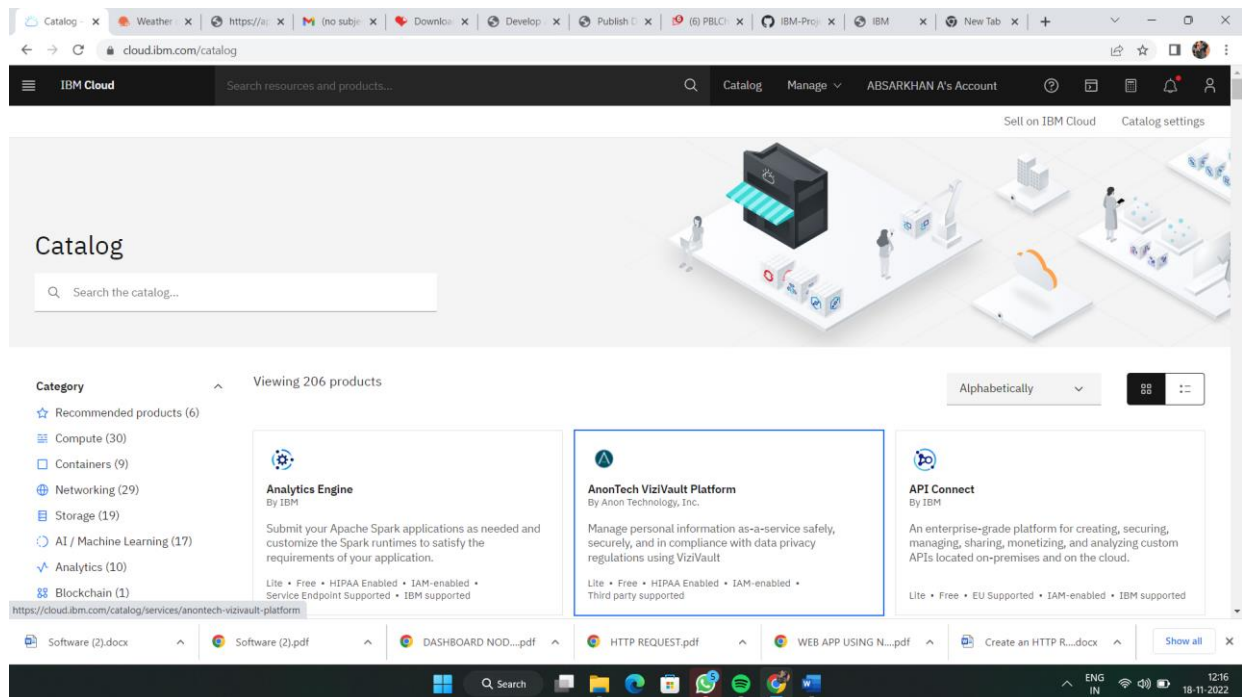 Catalog -
Weather
https://ap
(no subje
Downloa
Develop
Publish D
(6) PBLC
IBM-Proj
IBM
New Tab
cloud.ibm.com/catalog
IBM Cloud
Search resources and products...
Catalog
Manage
ABSARKHAN A's Account
Sell on IBM Cloud
Catalog settings
Catalog
Search the catalog...
Category
Recommended products (6)
Compute (30)
Containers (9)
Networking (29)
Storage (19)
AI / Machine Learning (17)
Analytics (10)
Blockchain (1)
Viewing 206 products
Alphabetically
Analytics Engine
By IBM
Submit your Apache Spark applications as needed and
customize the Spark runtimes to satisfy the
requirements of your application.
Lite • Free • HIPAA Enabled • IAM-enabled •
Service Endpoint Supported • IBM supported
AnonTech ViziVault Platform
By Anon Technology, Inc.
Manage personal information as-a-
service safely,
securely, and in compliance with data privacy
regulations using ViziVault
Lite • Free • HIPAA Enabled • IAM-enabled •
Third party supported
API Connect
By IBM
An enterprise-grade platform for creating, securing,
managing, sharing, monetizing, and analyzing custom
APIs located on-premises and on the cloud.
Lite • Free • EU Supported • IAM-enabled • IBM supported
https://cloud.ibm.com/catalog/services/anontech-vizivault-platform
Software (2).docx
Software (2).pdf
DASHBOARD NOD....pdf
HTTP REQUEST.pdf
WEB APP USING N....pdf
Create an HTTP R....docx
Show all
Search
ENG
IN
12:16
18-11-2022